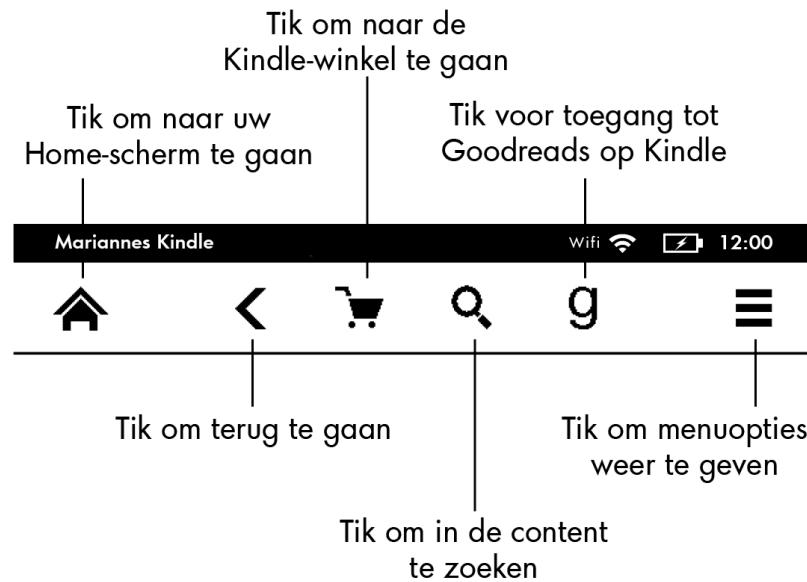 Tik om naar de
Kindle-winkel te gaan
Tik om naar uw
Home-scherm te gaan
Tik voor toegang tot
Goodreads op Kindle
Mariannes Kindle
Wifi
12:00
g
Tik om terug te gaan
Tik om menuopties
weer te geven
Tik om in de content
te zoeken